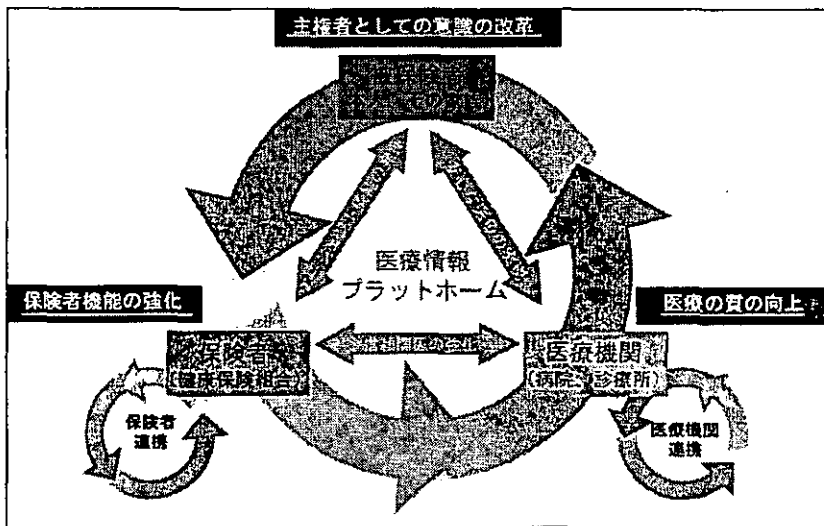 主権者としての意識の改革
医療情報
プラットホーム
保険者機能の強化
医療の質の向上
保険者
(健康保険組合)
医療機関
(病院 診療所)
保険者
連携
医療機関
連携